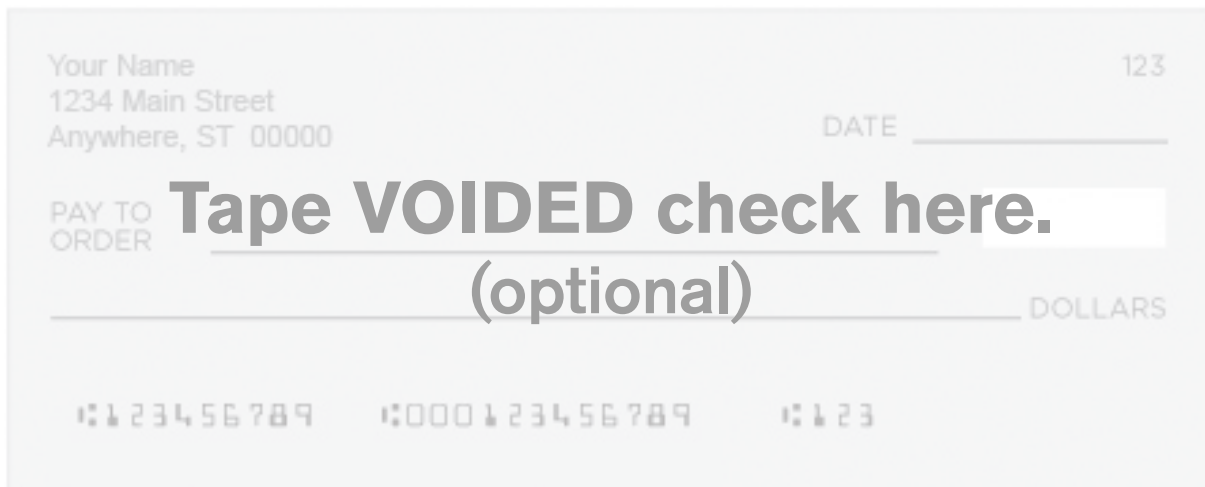 Your Name 123
1234 Main Street
Anywhere, ST 00000
DATE
PAY TO
ORDER
Tape VOIDED check here.
(optional)
DOLLARS
⑆123456789 ⑆000123456789 ⑆123